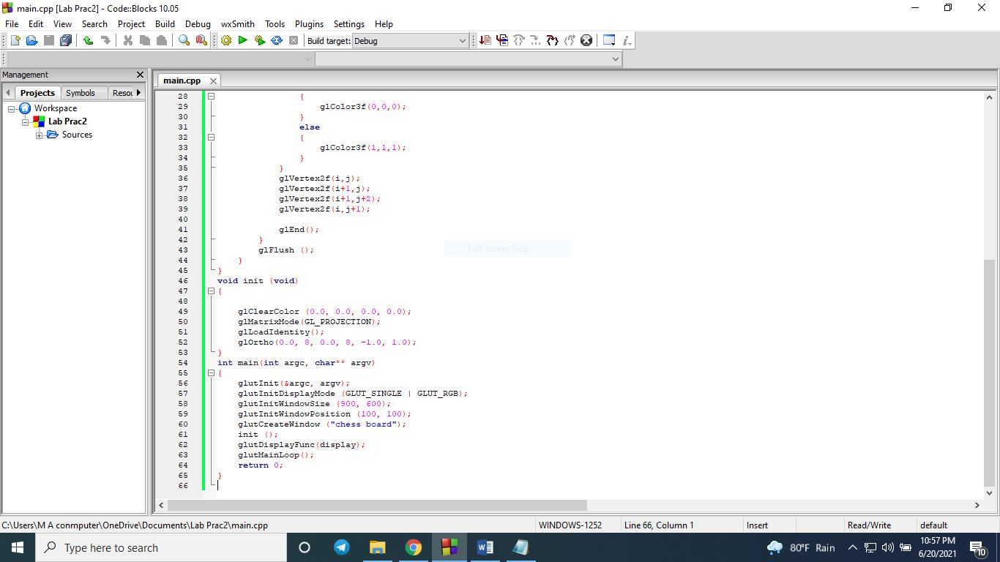 main.cpp [Lab Prac2] - Code::Blocks 10.05
File Edit View Search Project Build Debug wxSmith Tools Plugins Settings Help
Build target: Debug
Management
main.cpp
Projects Symbols Resou
Workspace
Lab Prac2
Sources
28 {
29 glColor3f(0,0,0);
30 }
31 else
32 {
33 glColor3f(1,1,1);
34 }
35 }
36 glVertex2f(i,j);
37 glVertex2f(i+1,j);
38 glVertex2f(i+1,j+2);
39 glVertex2f(i,j+1);
40
41 glEnd();
42 }
43 glFlush ();
44 }
45 }
46 void init (void)
47 {
48
49 glClearColor (0.0, 0.0, 0.0, 0.0);
50 glMatrixMode(GL_PROJECTION);
51 glLoadIdentity();
52 glOrtho(0.0, 8, 0.0, 8, -1.0, 1.0);
53 }
54 int main(int argc, char** argv)
55 {
56 glutInit(&argc, argv);
57 glutInitDisplayMode (GLUT_SINGLE | GLUT_RGB);
58 glutInitWindowSize (900, 600);
59 glutInitWindowPosition (100, 100);
60 glutCreateWindow ("chess board");
61 init ();
62 glutDisplayFunc(display);
63 glutMainLoop();
64 return 0;
65 }
66
Full-screen Snip
C:\Users\M A conmputer\OneDrive\Documents\Lab Prac2\main.cpp WINDOWS-1252 Line 66, Column 1 Insert Read/Write default
Type here to search
80°F Rain
10:57 PM
6/20/2021
10